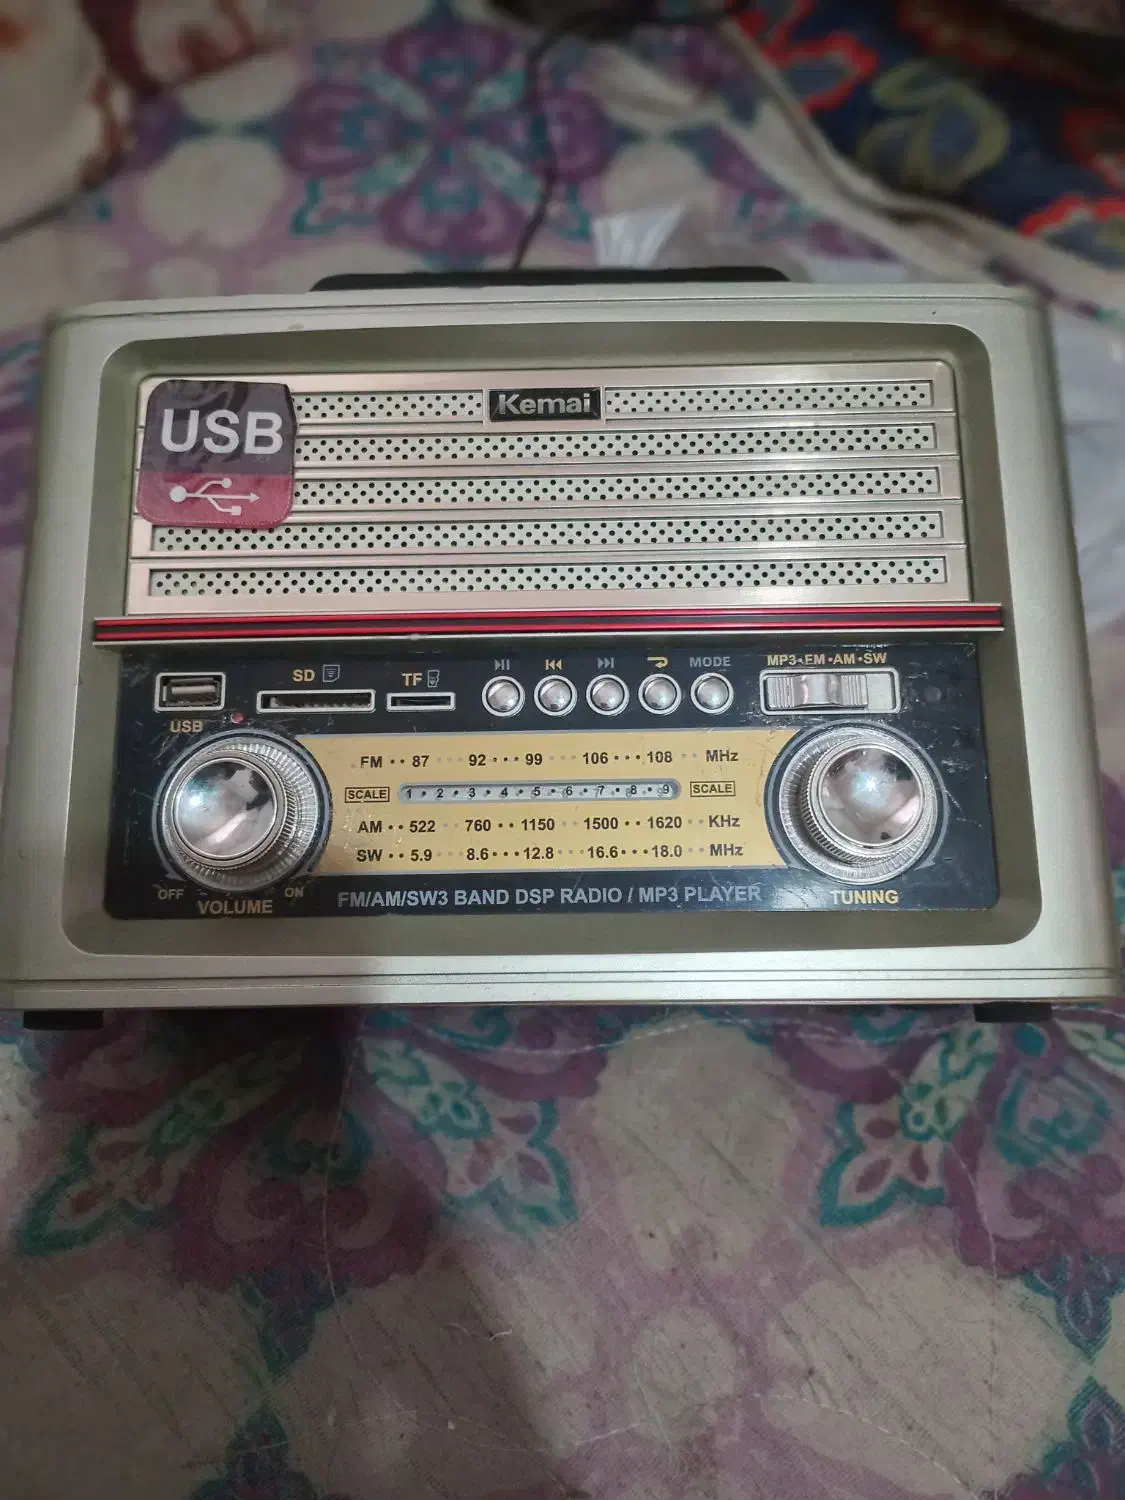 Kemai
USB
SD
TF
MODE
MP3•FM•AM•SW
USB
FM •• 87 •• 92 ••• 99 •• 106 ••• 108 •• MHz
SCALE 1 • 2 • 3 • 4 • 5 • 6 • 7 • 8 • 9 SCALE
AM •• 522 •• 760 •• 1150 •• 1500 •• 1620 •• KHz
SW •• 5.9 •• 8.6 ••• 12.8 •• 16.6 ••• 18.0 •• MHz
OFF
ON
VOLUME
FM/AM/SW3 BAND DSP RADIO / MP3 PLAYER
TUNING